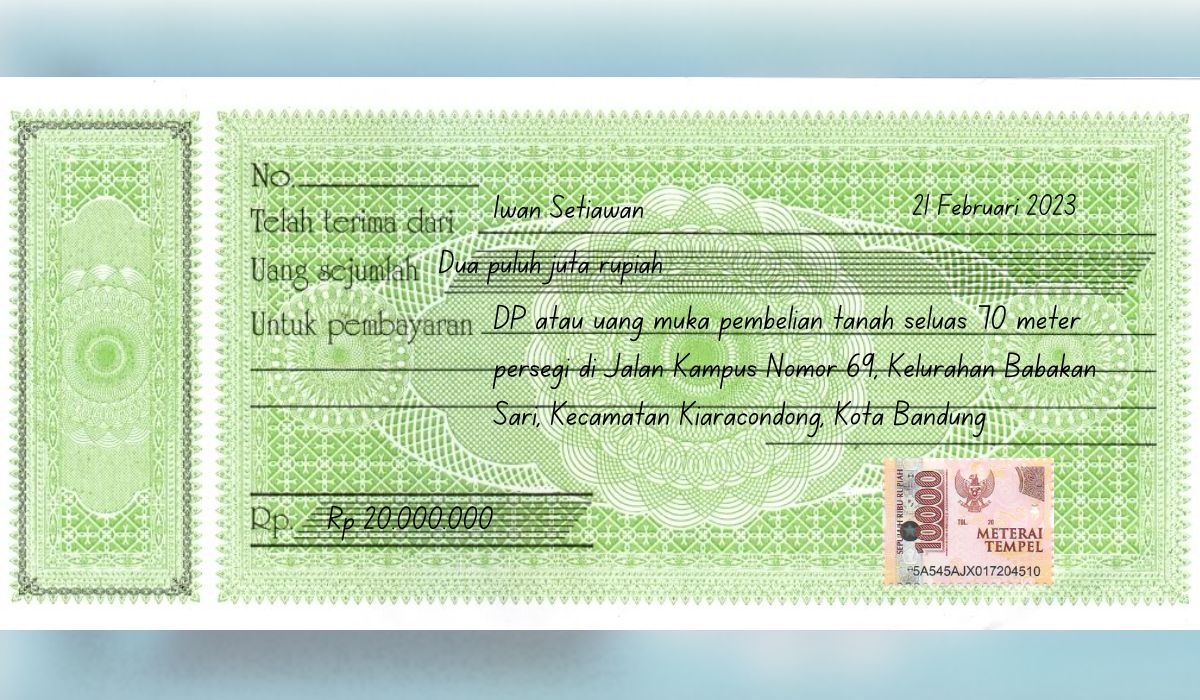 No.
Telah terima dari Iwan Setiawan 21 Februari 2023
Uang sejumlah Dua puluh juta rupiah
Untuk pembayaran DP atau uang muka pembelian tanah seluas 70 meter
persegi di Jalan Kampus Nomor 69, Kelurahan Babakan
Sari, Kecamatan Kiaracondong, Kota Bandung
Rp. Rp 20.000.000
SEPULUH RIBU RUPIAH
10000
TGL. 20
METERAI
TEMPEL
5A545AJX017204510